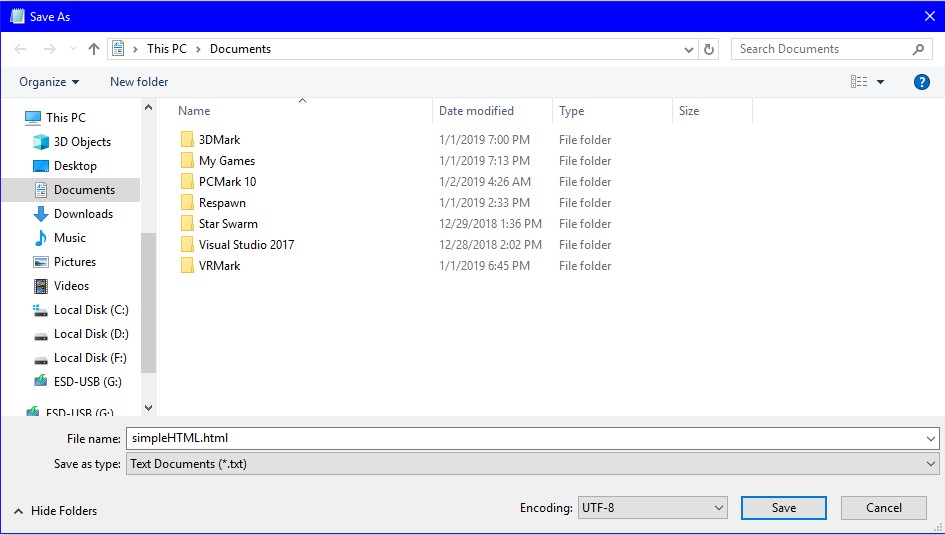 Save As
This PC > Documents
Search Documents
Organize
New folder
?
Name
Date modified
Type
Size
This PC
3D Objects
Desktop
Documents
Downloads
Music
Pictures
Videos
Local Disk (C:)
Local Disk (D:)
Local Disk (F:)
ESD-USB (G:)
ESD-USB (G:)
3DMark 1/1/2019 7:00 PM File folder
My Games 1/1/2019 7:13 PM File folder
PCMark 10 1/2/2019 4:26 AM File folder
Respawn 1/1/2019 2:33 PM File folder
Star Swarm 12/29/2018 1:36 PM File folder
Visual Studio 2017 12/28/2018 2:02 PM File folder
VRMark 1/1/2019 6:45 PM File folder
File name: simpleHTML.html
Save as type: Text Documents (*.txt)
Hide Folders
Encoding: UTF-8
Save
Cancel